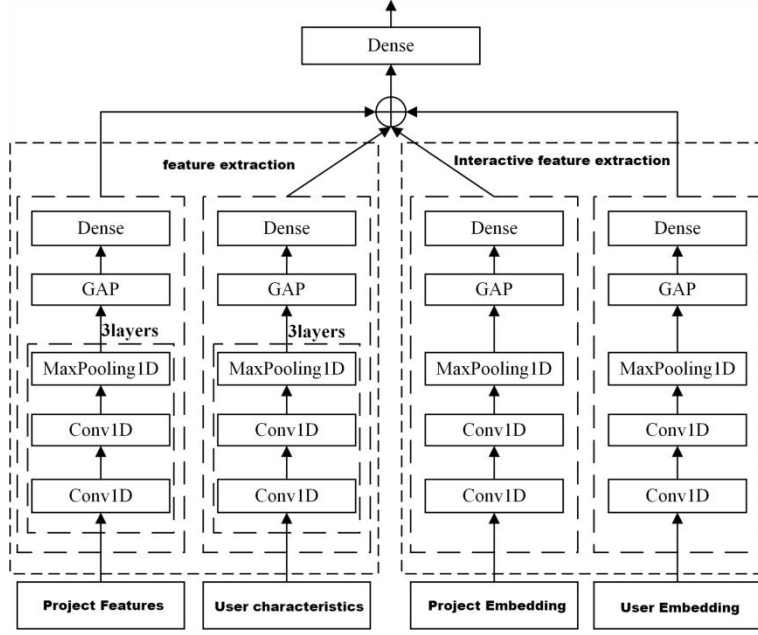 Dense
feature extraction
Interactive feature extraction
Dense
Dense
Dense
Dense
GAP
GAP
GAP
GAP
3layers
3layers
MaxPooling1D
MaxPooling1D
MaxPooling1D
MaxPooling1D
Conv1D
Conv1D
Conv1D
Conv1D
Conv1D
Conv1D
Conv1D
Conv1D
Project Features
User characteristics
Project Embedding
User Embedding